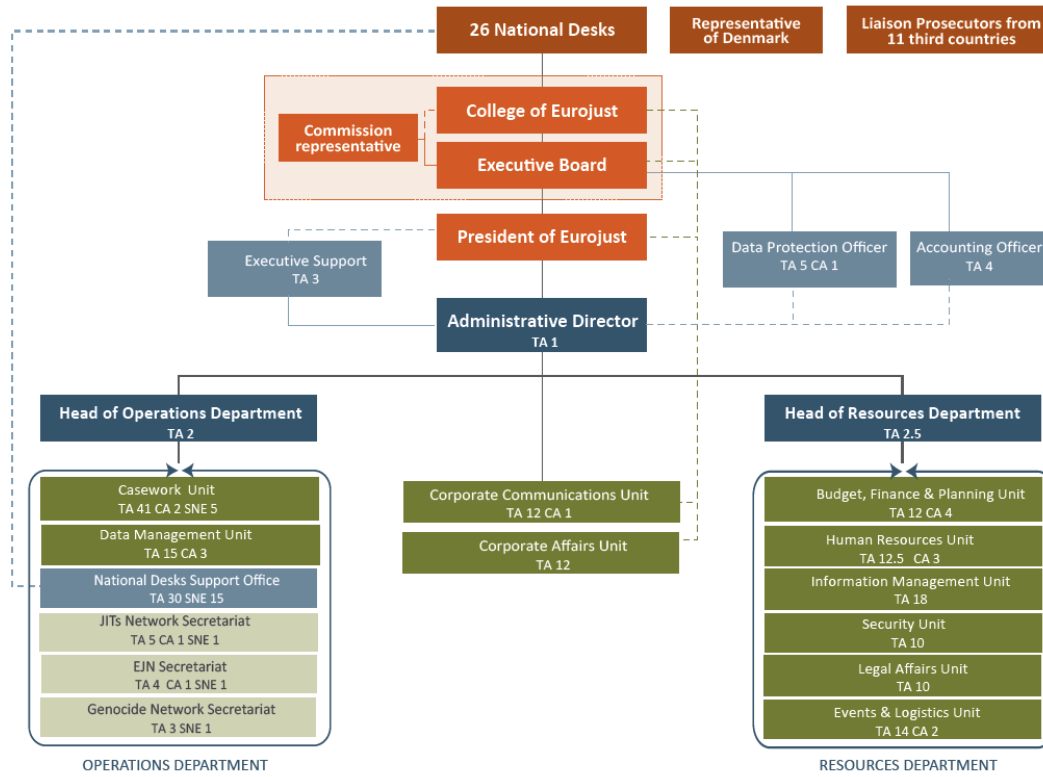 26 National Desks
Representative
of Denmark
Liaison Prosecutors from
11 third countries
College of Eurojust
Commission
representative
Executive Board
President of Eurojust
Executive Support
TA 3
Data Protection Officer
TA 5 CA 1
Accounting Officer
TA 4
Administrative Director
TA 1
Head of Operations Department
TA 2
Head of Resources Department
TA 2.5
Casework Unit
TA 41 CA 2 SNE 5
Data Management Unit
TA 15 CA 3
National Desks Support Office
TA 30 SNE 15
JITs Network Secretariat
TA 5 CA 1 SNE 1
EJN Secretariat
TA 4 CA 1 SNE 1
Genocide Network Secretariat
TA 3 SNE 1
OPERATIONS DEPARTMENT
Corporate Communications Unit
TA 12 CA 1
Corporate Affairs Unit
TA 12
Budget, Finance & Planning Unit
TA 12 CA 4
Human Resources Unit
TA 12.5 CA 3
Information Management Unit
TA 18
Security Unit
TA 10
Legal Affairs Unit
TA 10
Events & Logistics Unit
TA 14 CA 2
RESOURCES DEPARTMENT